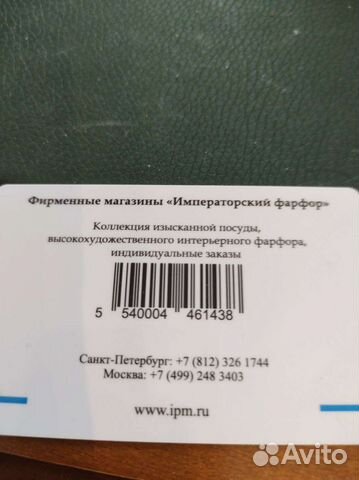 Фирменные магазины «Императорский фарфор»
Коллекция изысканной посуды,
высокохудожественного интерьерного фарфора,
индивидуальные заказы
5 540004 461438
Санкт-Петербург: +7 (812) 326 1744
Москва: +7 (499) 248 3403
www.ipm.ru
Avito